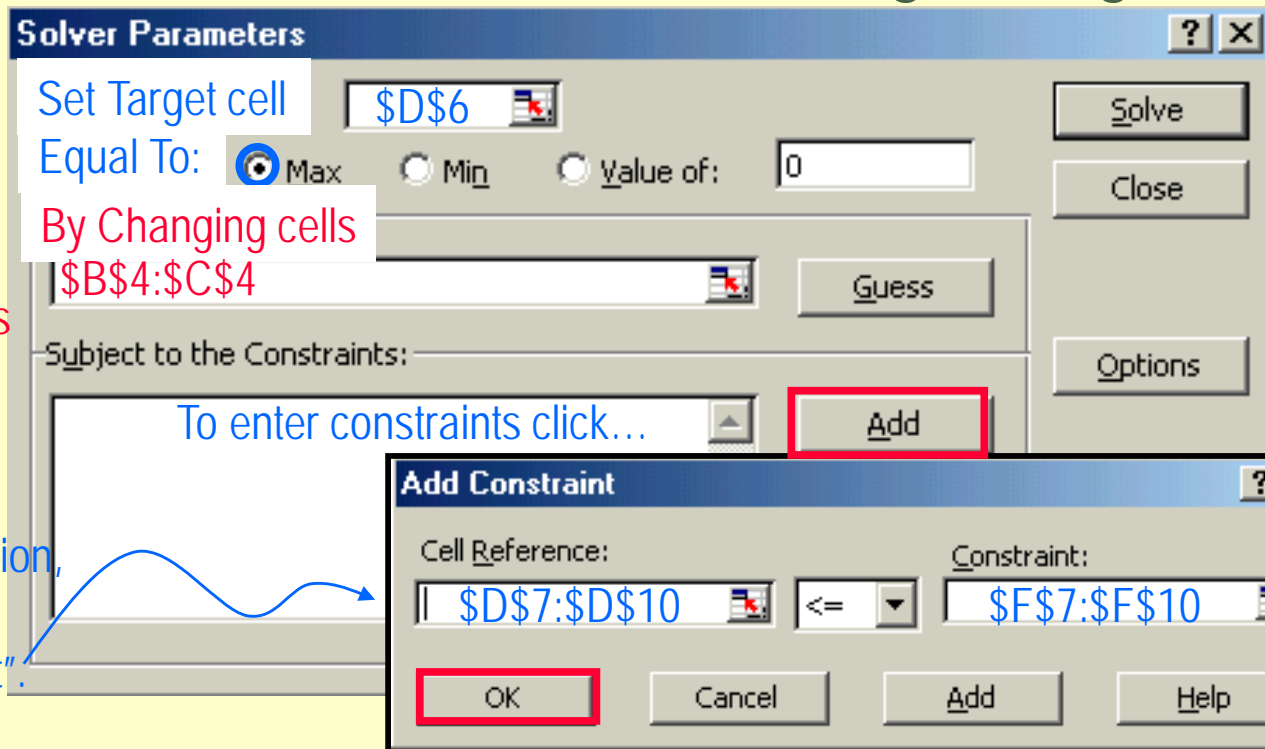 Solver Parameters
Set Target cell $D$6
Solve
Equal To: Max Min Value of: 0
Close
By Changing cells
$B$4:$C$4
Guess
s
Subject to the Constraints:
Options
To enter constraints click…
Add
Add Constraint
?
Cell Reference:
Constraint:
ion,
$D$7:$D$10 <= $F$7:$F$10
".
OK Cancel Add Help